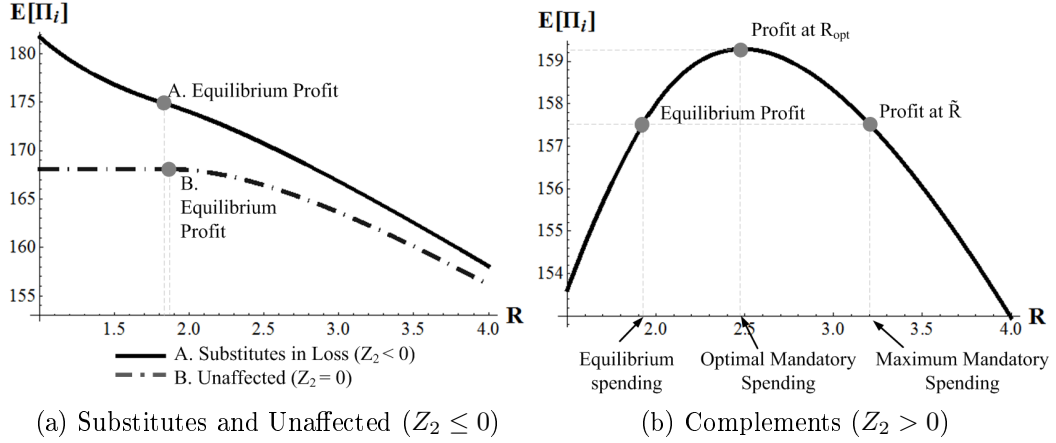 E[Πᵢ]
180
175
170
165
160
155
A. Equilibrium Profit
B.
Equilibrium
Profit
1.5
2.0
2.5
3.0
3.5
4.0
R
A. Substitutes in Loss (Z₂ < 0)
B. Unaffected (Z₂ = 0)
(a) Substitutes and Unaffected (Z₂ ≤ 0)
E[Πᵢ]
159
158
157
156
155
154
Profit at Rₒₚₜ
Equilibrium Profit
Profit at R̃
2.0
2.5
3.0
3.5
4.0
R
Equilibrium
spending
Optimal Mandatory
Spending
Maximum Mandatory
Spending
(b) Complements (Z₂ > 0)